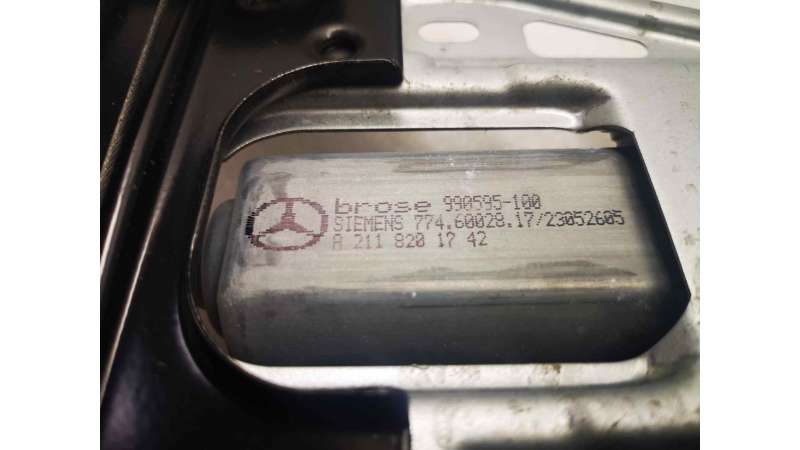 brose 990595-100
SIEMENS 774.60028.17/23052605
A 211 820 17 42